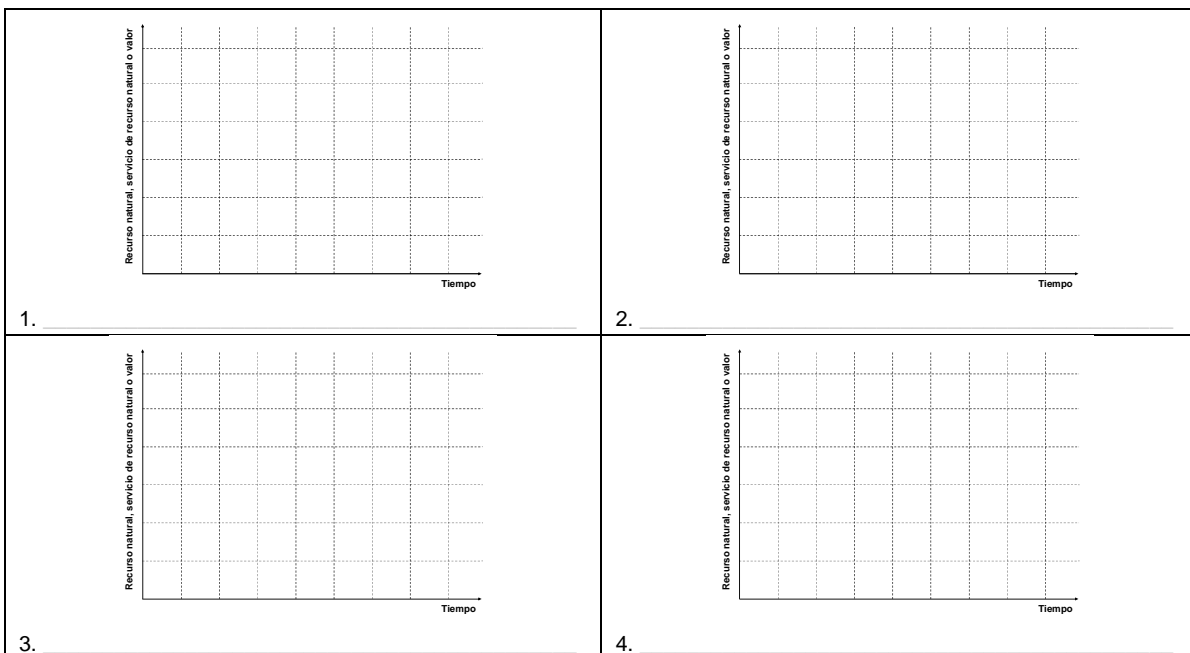 Recurso natural, servicio de recurso natural o valor
Tiempo
1.
Recurso natural, servicio de recurso natural o valor
Tiempo
2.
Recurso natural, servicio de recurso natural o valor
Tiempo
3.
Recurso natural, servicio de recurso natural o valor
Tiempo
4.